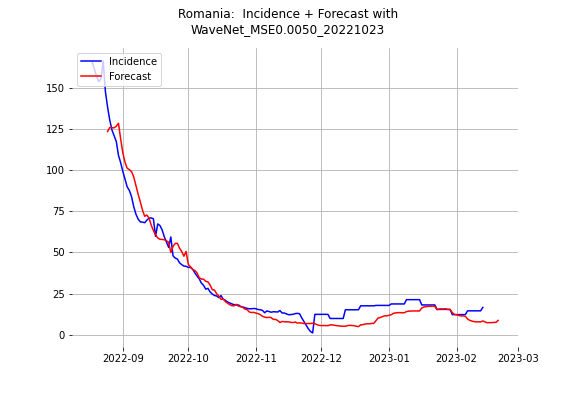 Romania:  Incidence + Forecast with
WaveNet_MSE0.0050_20221023
Incidence
Forecast
150
125
100
75
50
25
0
2022-09 2022-10 2022-11 2022-12 2023-01 2023-02 2023-03